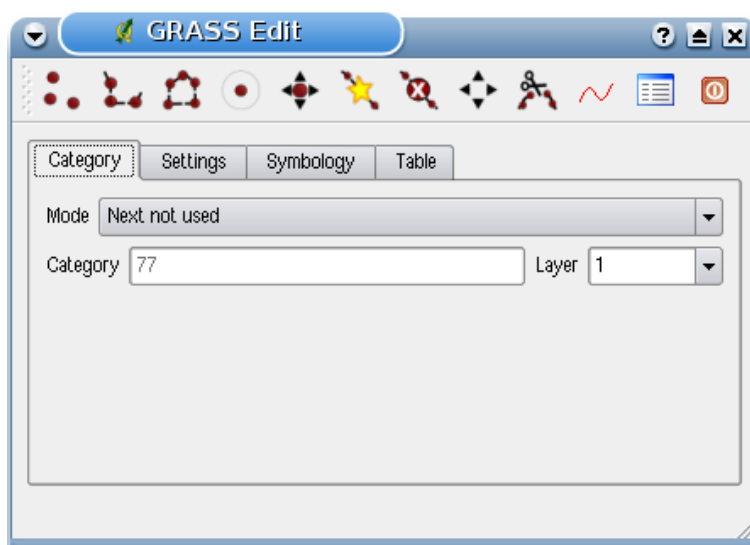 GRASS Edit
Category Settings Symbology Table
Mode Next not used
Category 77 Layer 1